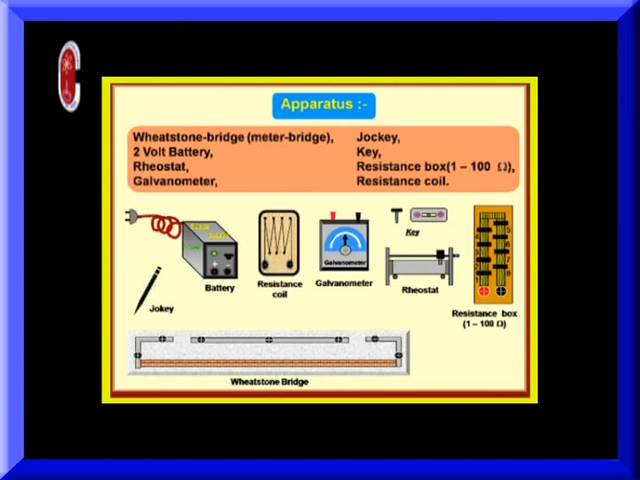 Apparatus :-
Wheatstone-bridge (meter-bridge),
2 Volt Battery,
Rheostat,
Galvanometer,
Jockey,
Key,
Resistance box(1 – 100 Ω),
Resistance coil.
Key
Galvanometer
Battery
Resistance
coil
Galvanometer
Rheostat
Jokey
Resistance box
(1 – 100 Ω)
Wheatstone Bridge